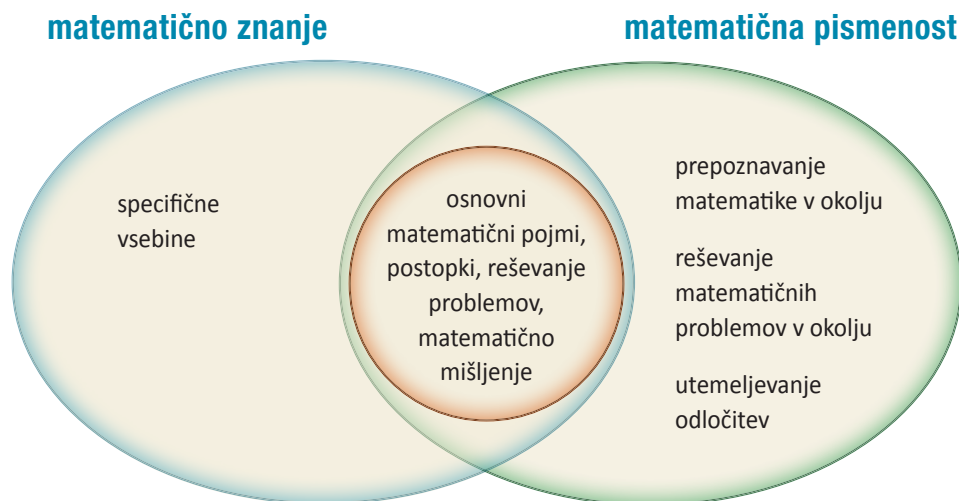 matematično znanje
matematična pismenost
specifične
vsebine
osnovni
matematični pojmi,
postopki, reševanje
problemov,
matematično
mišljenje
prepoznavanje
matematike v okolju
reševanje
matematičnih
problemov v okolju
utemeljevanje
odločitev